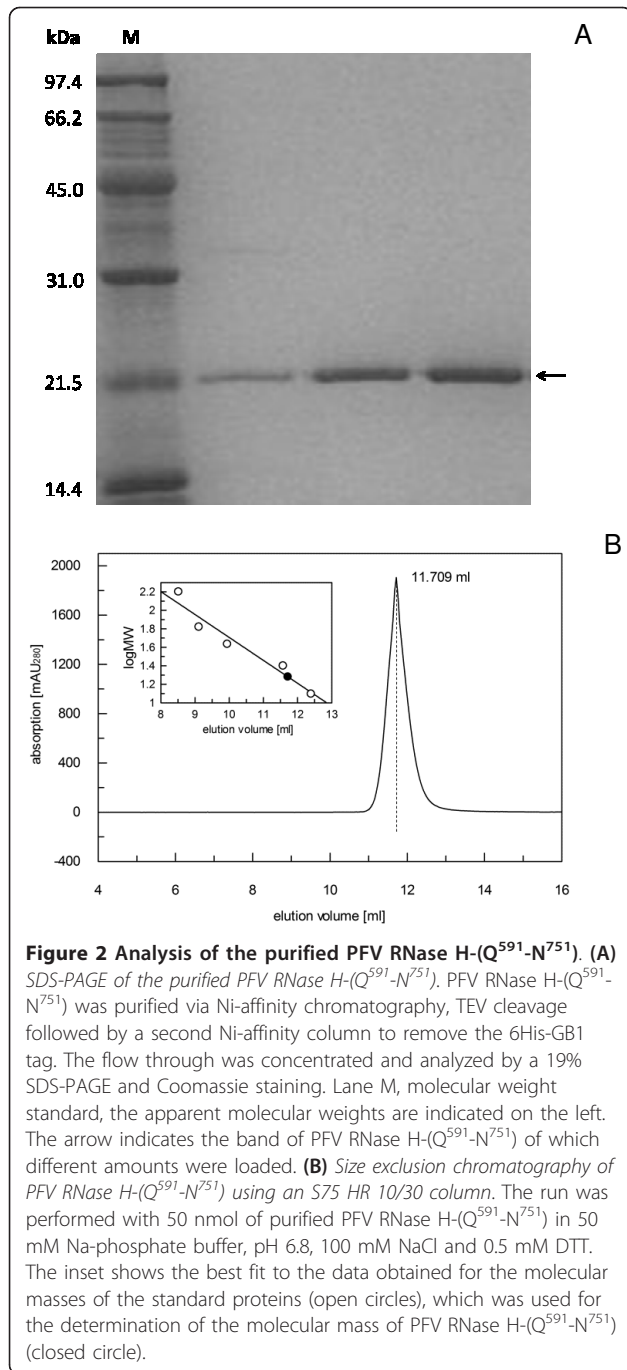 kDa M A
97.4
66.2
45.0
31.0
21.5
14.4
B
2000
1600
1200
800
400
0
-400
absorption [mAU280]
11.709 ml
2.2
2
1.8
1.6
1.4
1.2
1
logMW
8 9 10 11 12 13
elution volume [ml]
4 6 8 10 12 14 16
elution volume [ml]
Figure 2 Analysis of the purified PFV RNase H-(Q591-N751). (A)
SDS-PAGE of the purified PFV RNase H-(Q591-N751). PFV RNase H-(Q591-
N751) was purified via Ni-affinity chromatography, TEV cleavage
followed by a second Ni-affinity column to remove the 6His-GB1
tag. The flow through was concentrated and analyzed by a 19%
SDS-PAGE and Coomassie staining. Lane M, molecular weight
standard, the apparent molecular weights are indicated on the left.
The arrow indicates the band of PFV RNase H-(Q591-N751) of which
different amounts were loaded. (B) Size exclusion chromatography of
PFV RNase H-(Q591-N751) using an S75 HR 10/30 column. The run was
performed with 50 nmol of purified PFV RNase H-(Q591-N751) in 50
mM Na-phosphate buffer, pH 6.8, 100 mM NaCl and 0.5 mM DTT.
The inset shows the best fit to the data obtained for the molecular
masses of the standard proteins (open circles), which was used for
the determination of the molecular mass of PFV RNase H-(Q591-N751)
(closed circle).